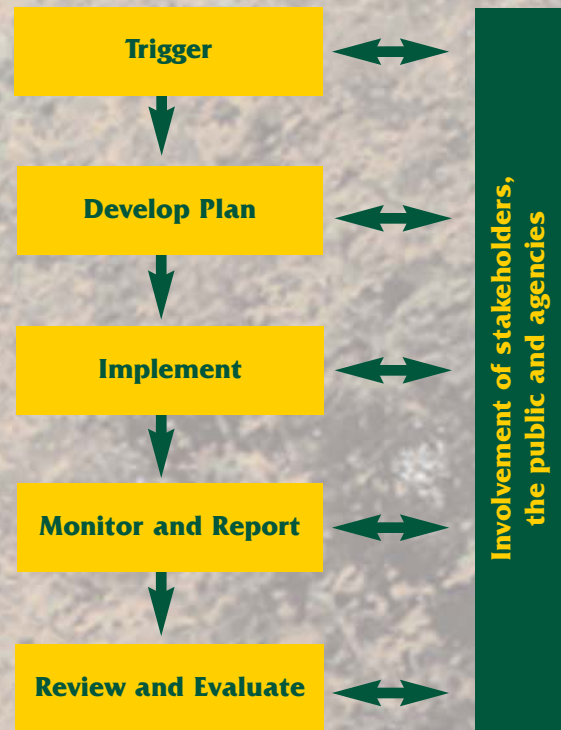 Trigger
Develop Plan
Implement
Monitor and Report
Review and Evaluate
Involvement of stakeholders,
the public and agencies